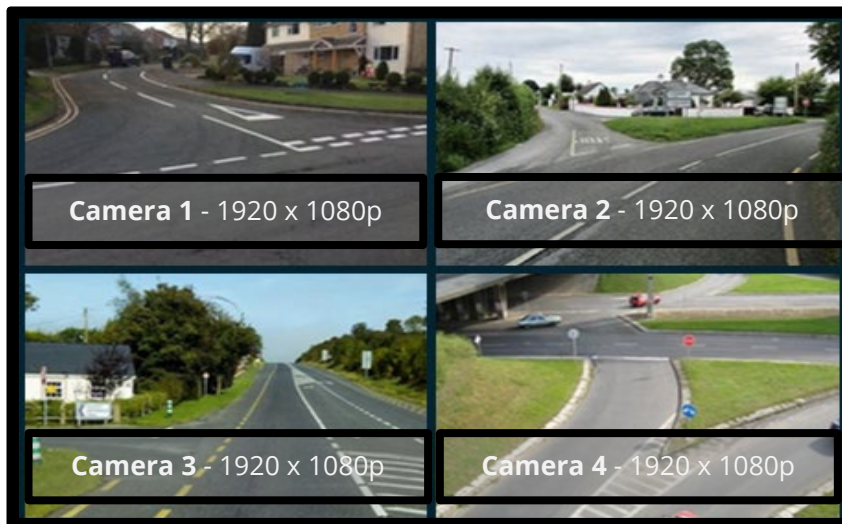 Camera 1 - 1920 x 1080p
Camera 2 - 1920 x 1080p
Camera 3 - 1920 x 1080p
Camera 4 - 1920 x 1080p